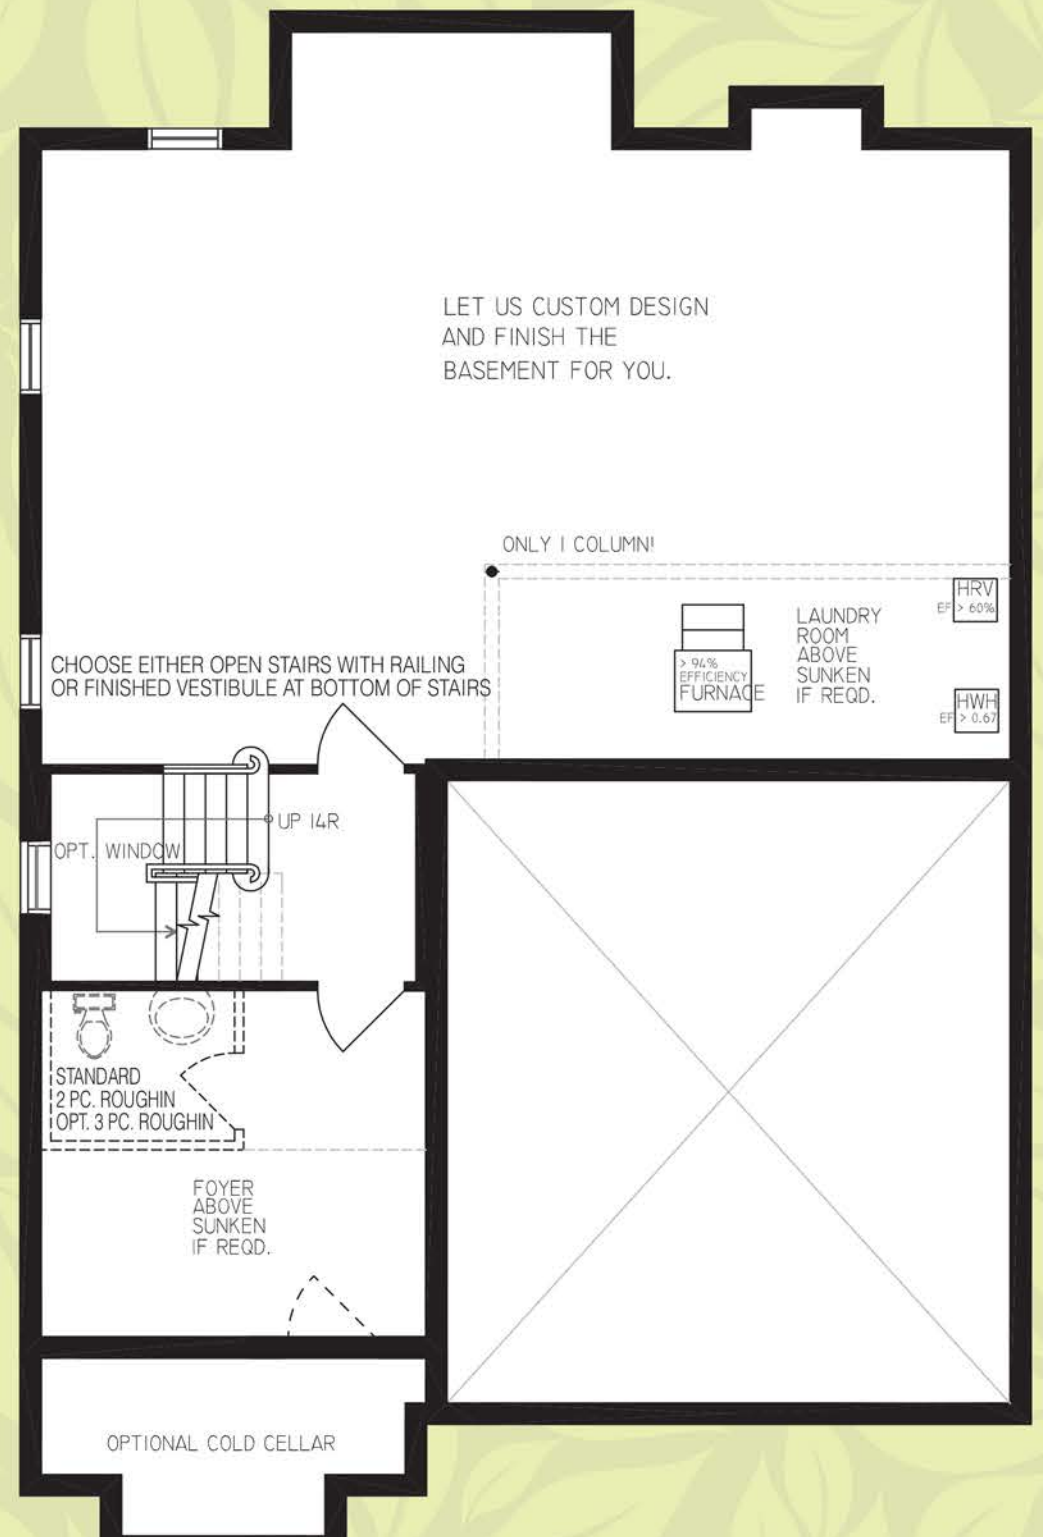 LET US CUSTOM DESIGN
AND FINISH THE
BASEMENT FOR YOU.
ONLY 1 COLUMN!
HRV
EF > 60%
LAUNDRY
ROOM
ABOVE
SUNKEN
IF REQD.
> 94%
EFFICIENCY
FURNACE
HWH
EF > 0.67
CHOOSE EITHER OPEN STAIRS WITH RAILING
OR FINISHED VESTIBULE AT BOTTOM OF STAIRS
UP 14R
OPT. WINDOW
STANDARD
2 PC. ROUGHIN
OPT. 3 PC. ROUGHIN
FOYER
ABOVE
SUNKEN
IF REQD.
OPTIONAL COLD CELLAR